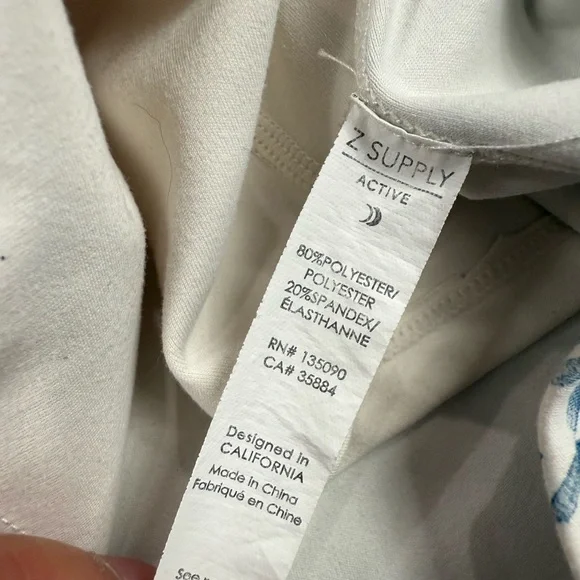 Z SUPPLY
ACTIVE
80%POLYESTER/
POLYESTER
20%SPANDEX/
ÉLASTHANNE
RN# 135090
CA# 35884
Designed in
CALIFORNIA
Made in China
Fabriqué en Chine
See